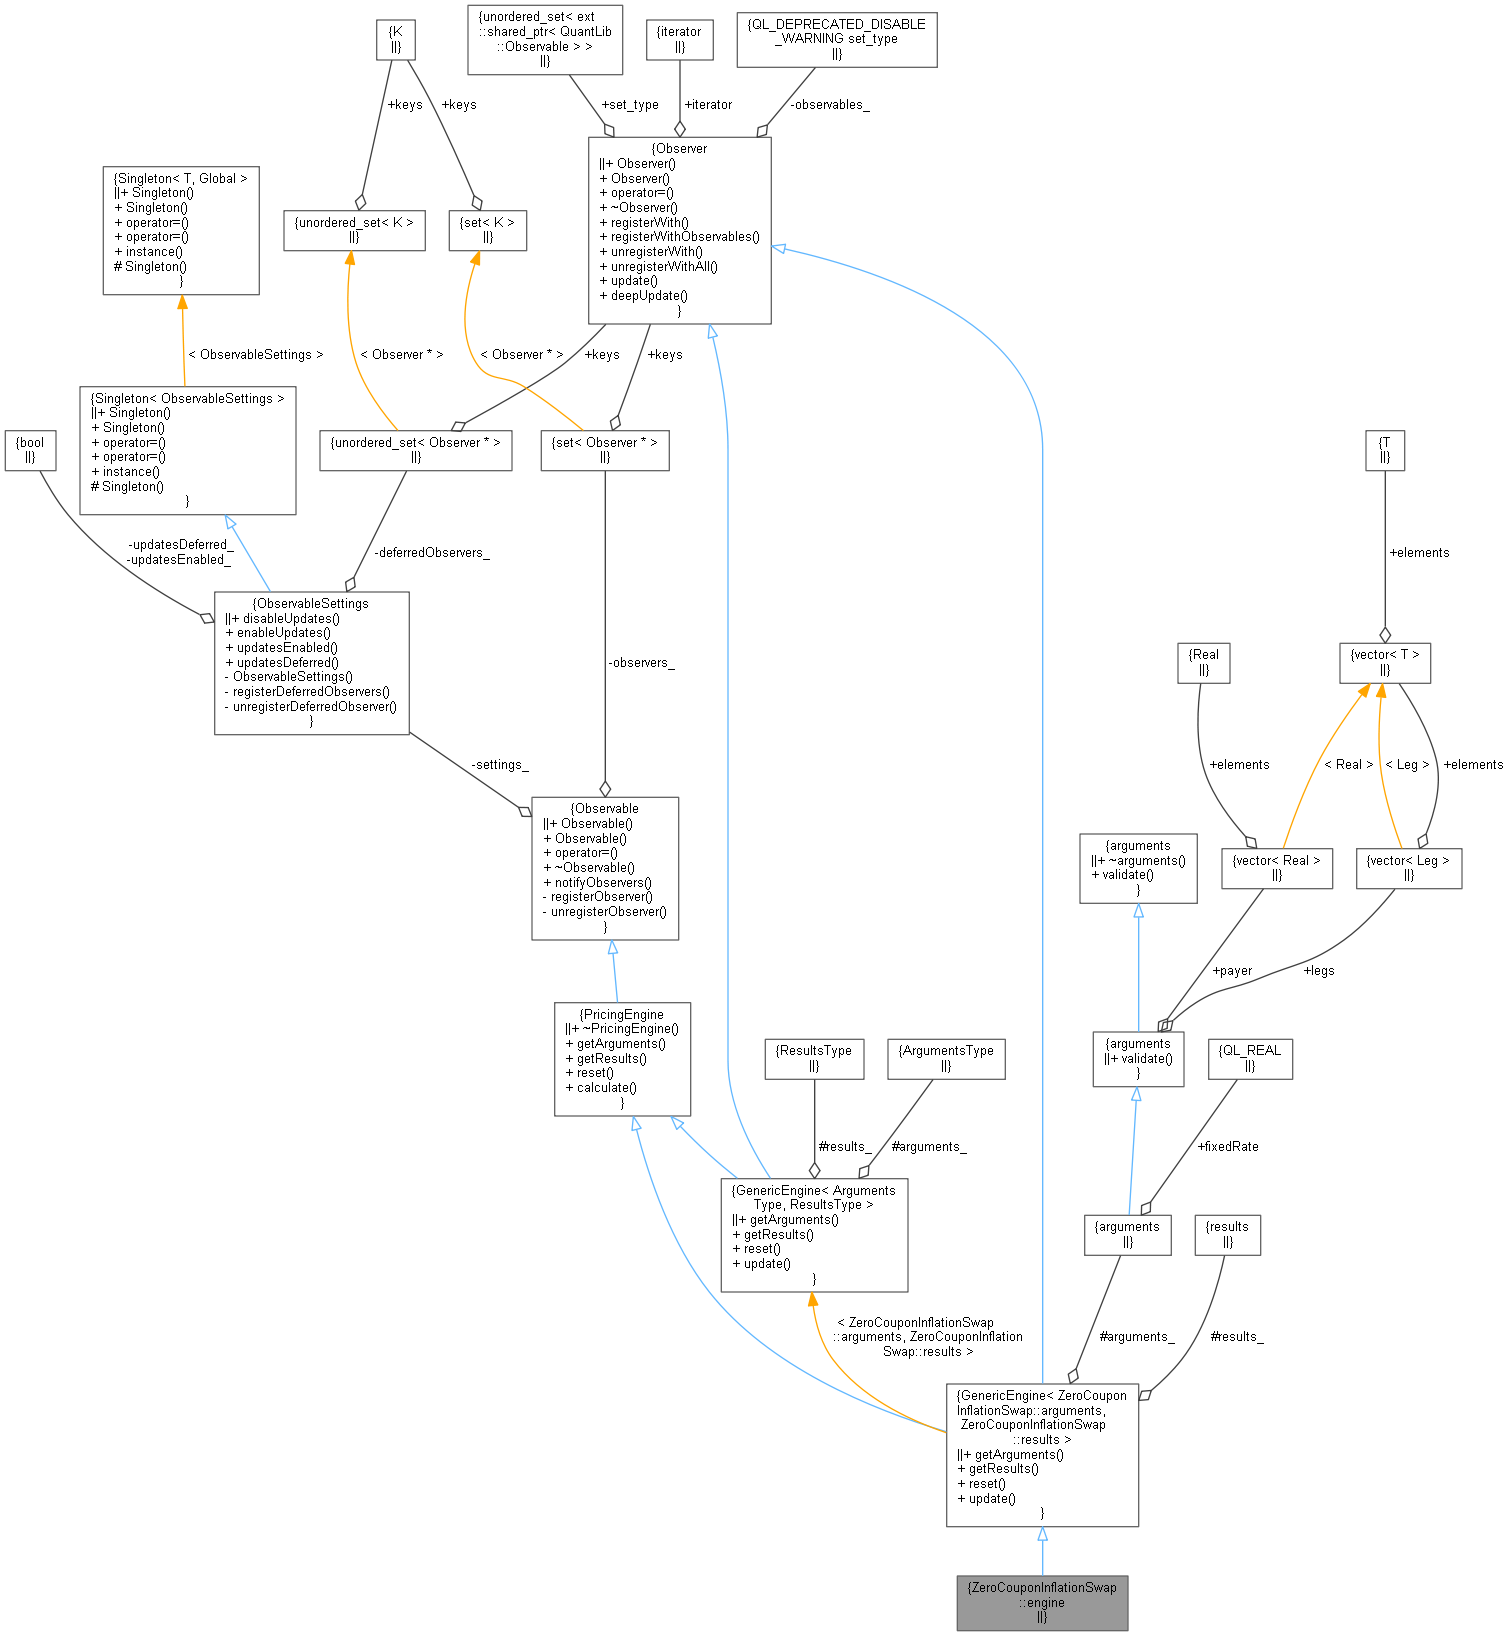 {K
||}
{unordered_set< ext
::shared_ptr< QuantLib
::Observable > >
||}
{iterator
||}
{QL_DEPRECATED_DISABLE
_WARNING set_type
||}
+keys
+keys
+set_type
+iterator
-observables_
{Singleton< T, Global >
||+ Singleton()
+ Singleton()
+ operator=()
+ operator=()
+ instance()
# Singleton()
}
{unordered_set< K >
||}
{set< K >
||}
{Observer
||+ Observer()
+ Observer()
+ operator=()
+ ~Observer()
+ registerWith()
+ registerWithObservables()
+ unregisterWith()
+ unregisterWithAll()
+ update()
+ deepUpdate()
}
< ObservableSettings >
< Observer * >
< Observer * >
+keys
+keys
{bool
||}
{Singleton< ObservableSettings >
||+ Singleton()
+ Singleton()
+ operator=()
+ operator=()
+ instance()
# Singleton()
}
{unordered_set< Observer * >
||}
{set< Observer * >
||}
{T
||}
-updatesDeferred_
-updatesEnabled_
-deferredObservers_
+elements
{ObservableSettings
||+ disableUpdates()
+ enableUpdates()
+ updatesEnabled()
+ updatesDeferred()
- ObservableSettings()
- registerDeferredObservers()
- unregisterDeferredObserver()
}
-observers_
{Real
||}
{vector< T >
||}
-settings_
+elements
< Real >
< Leg >
+elements
{Observable
||+ Observable()
+ Observable()
+ operator=()
+ ~Observable()
+ notifyObservers()
- registerObserver()
- unregisterObserver()
}
{arguments
||+ ~arguments()
+ validate()
}
{vector< Real >
||}
{vector< Leg >
||}
+payer
+legs
{PricingEngine
||+ ~PricingEngine()
+ getArguments()
+ getResults()
+ reset()
+ calculate()
}
{ResultsType
||}
{ArgumentsType
||}
{arguments
||+ validate()
}
{QL_REAL
||}
#results_
#arguments_
+fixedRate
{GenericEngine< Arguments
Type, ResultsType >
||+ getArguments()
+ getResults()
+ reset()
+ update()
}
{arguments
||}
{results
||}
< ZeroCouponInflationSwap
::arguments, ZeroCouponInflation
Swap::results >
#arguments_
#results_
{GenericEngine< ZeroCoupon
InflationSwap::arguments,
ZeroCouponInflationSwap
::results >
||+ getArguments()
+ getResults()
+ reset()
+ update()
}
{ZeroCouponInflationSwap
::engine
||}